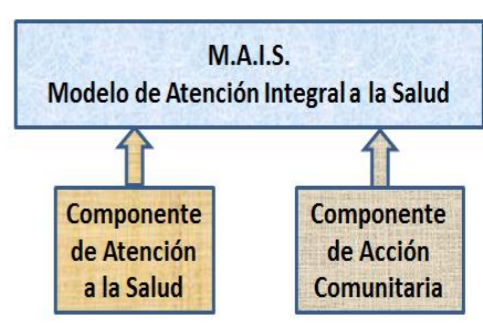 M.A.I.S.
Modelo de Atención Integral a la Salud
Componente
de Atención
a la Salud
Componente
de Acción
Comunitaria